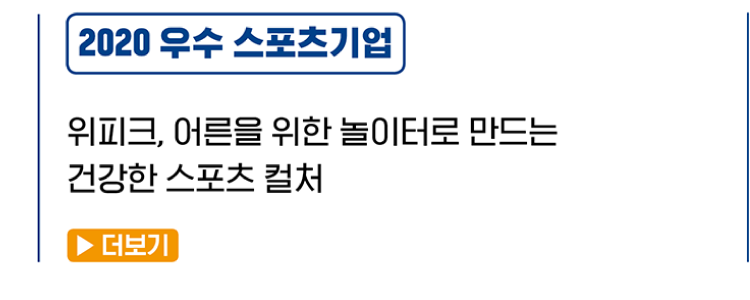 2020 우수 스포츠기업
위피크, 어른을 위한 놀이터로 만드는
건강한 스포츠 컬처
▶ 더보기